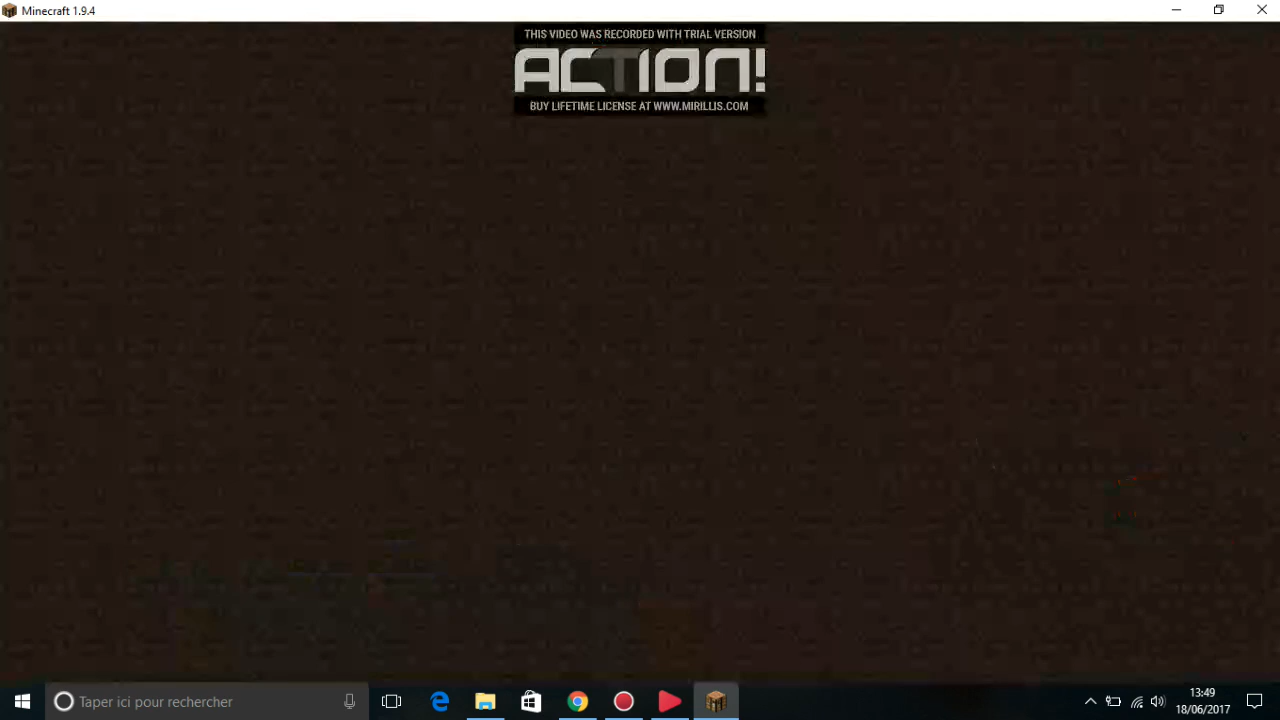 Minecraft 1.9.4
THIS VIDEO WAS RECORDED WITH TRIAL VERSION
ACTION!
BUY LIFETIME LICENSE AT WWW.MIRILLIS.COM
Taper ici pour rechercher
13:49
18/06/2017